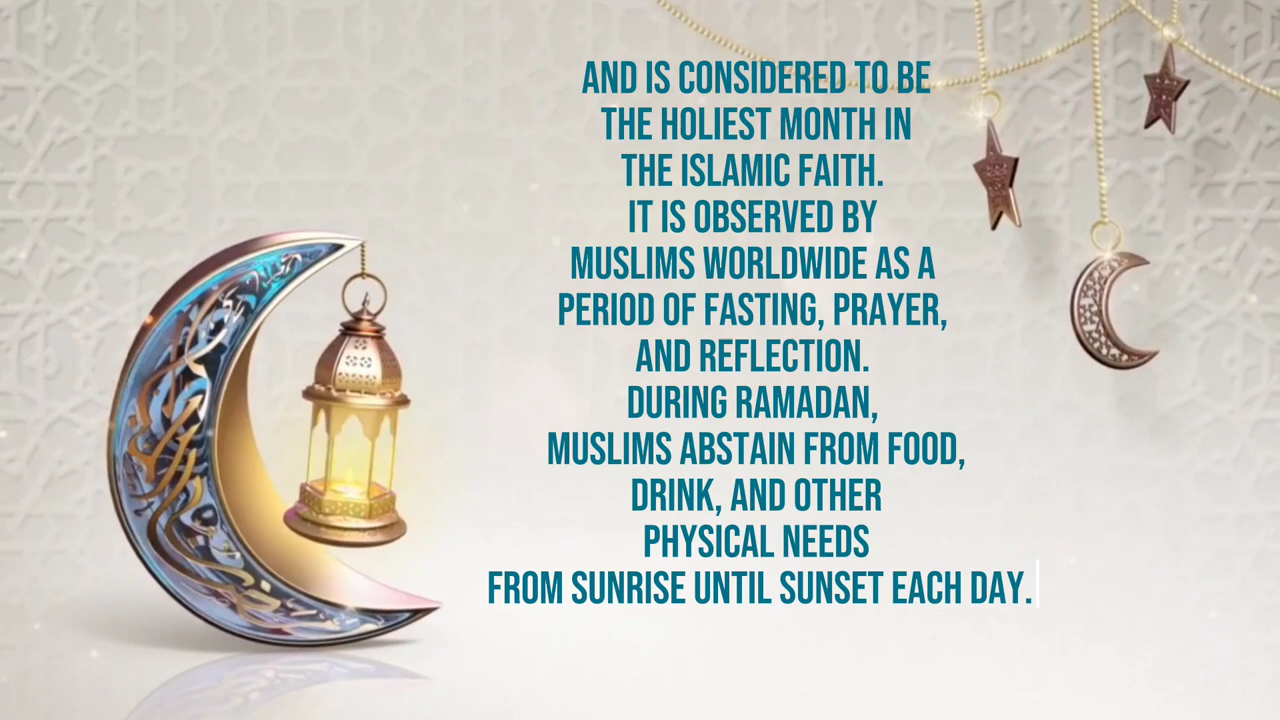 AND IS CONSIDERED TO BE
THE HOLIEST MONTH IN
THE ISLAMIC FAITH.
IT IS OBSERVED BY
MUSLIMS WORLDWIDE AS A
PERIOD OF FASTING, PRAYER,
AND REFLECTION.
DURING RAMADAN,
MUSLIMS ABSTAIN FROM FOOD,
DRINK, AND OTHER
PHYSICAL NEEDS
FROM SUNRISE UNTIL SUNSET EACH DAY.